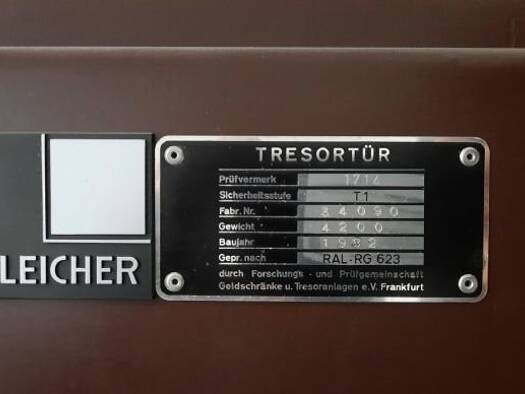 LEICHER
TRESORTÜR
Prüfvermerk 1714
Sicherheitsstufe T1
Fabr. Nr. 34090
Gewicht 4200
Baujahr 1982
Gepr. nach RAL-RG 623
durch Forschung's - und Prüfgemeinschaft
Geldschränke u. Tresoranlagen e.V. Frankfurt